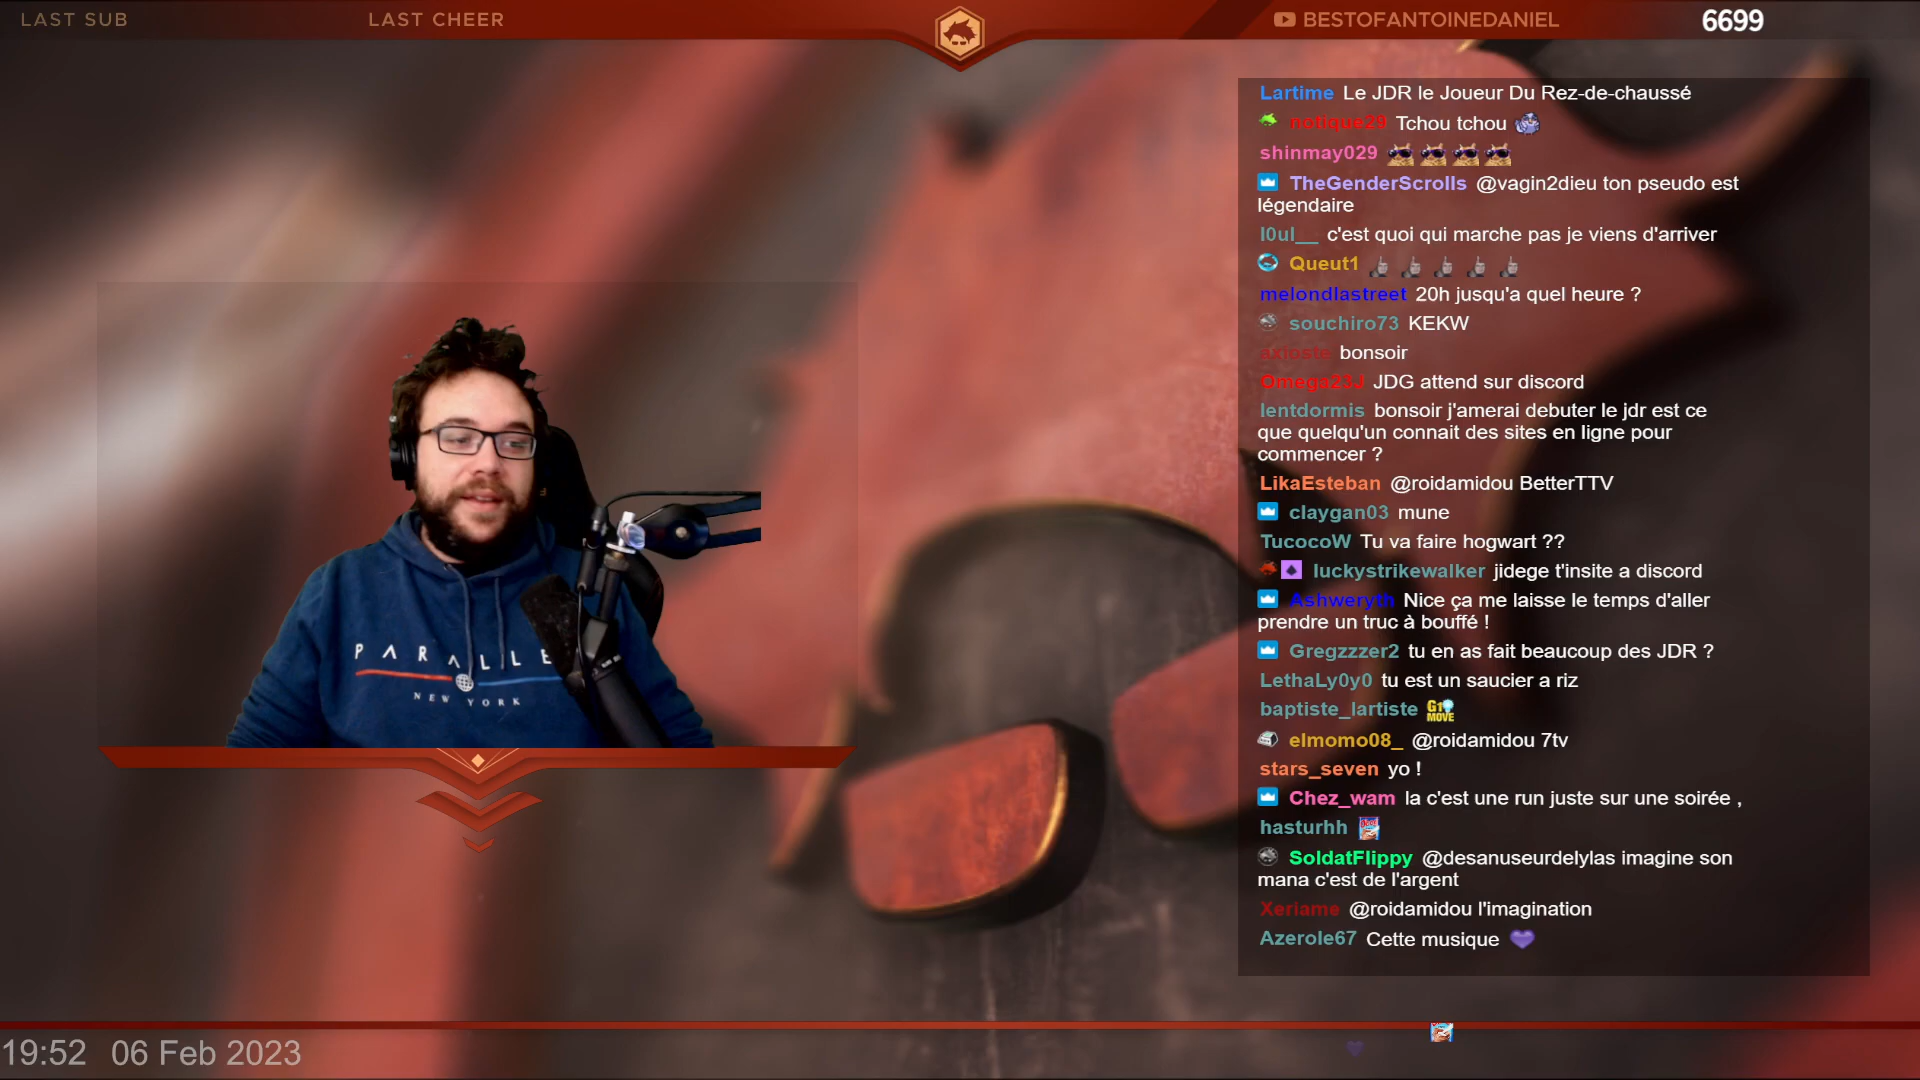 LAST SUB
LAST CHEER
BESTOFANTOINEDANIEL
6699
Lartime Le JDR le Joueur Du Rez-de-chaussé
notique29 Tchou tchou
shinmay029
TheGenderScrolls @vagin2dieu ton pseudo est
légendaire
l0ul__ c'est quoi qui marche pas je viens d'arriver
Queut1
melondlastreet 20h jusqu'a quel heure ?
souchiro73 KEKW
axioste bonsoir
Omega23J JDG attend sur discord
lentdormis bonsoir j'amerai debuter le jdr est ce
que quelqu'un connait des sites en ligne pour
commencer ?
LikaEsteban @roidamidou BetterTTV
claygan03 mune
TucocoW Tu va faire hogwart ??
luckystrikewalker jidege t'insite a discord
Ashweryth Nice ça me laisse le temps d'aller
prendre un truc à bouffé !
Gregzzzer2 tu en as fait beaucoup des JDR ?
LethaLy0y0 tu est un saucier a riz
baptiste_lartiste
elmomo08_ @roidamidou 7tv
stars_seven yo !
Chez_wam la c'est une run juste sur une soirée ,
hasturhh
SoldatFlippy @desanuseurdelylas imagine son
mana c'est de l'argent
Xeriame @roidamidou l'imagination
Azerole67 Cette musique
PARALLE
NEW YORK
19:52 06 Feb 2023